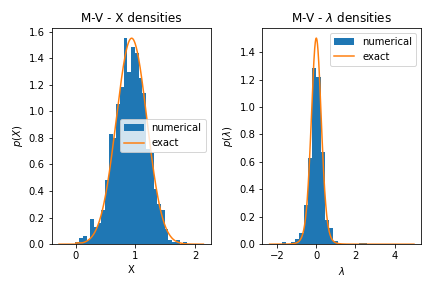 M-V - X densities
p(X)
1.6
1.4
1.2
1.0
0.8
0.6
0.4
0.2
0.0
numerical
exact
0 1 2
X
M-V - λ densities
p(λ)
1.4
1.2
1.0
0.8
0.6
0.4
0.2
0.0
numerical
exact
−2 0 2 4
λ